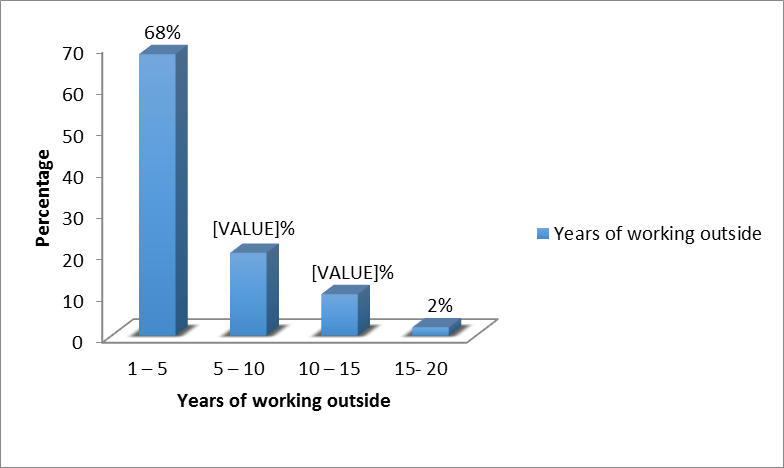 68%
70
60
50
40
30
20
10
0
Percentage
[VALUE]%
[VALUE]%
2%
1 – 5
5 – 10
10 – 15
15- 20
Years of working outside
Years of working outside